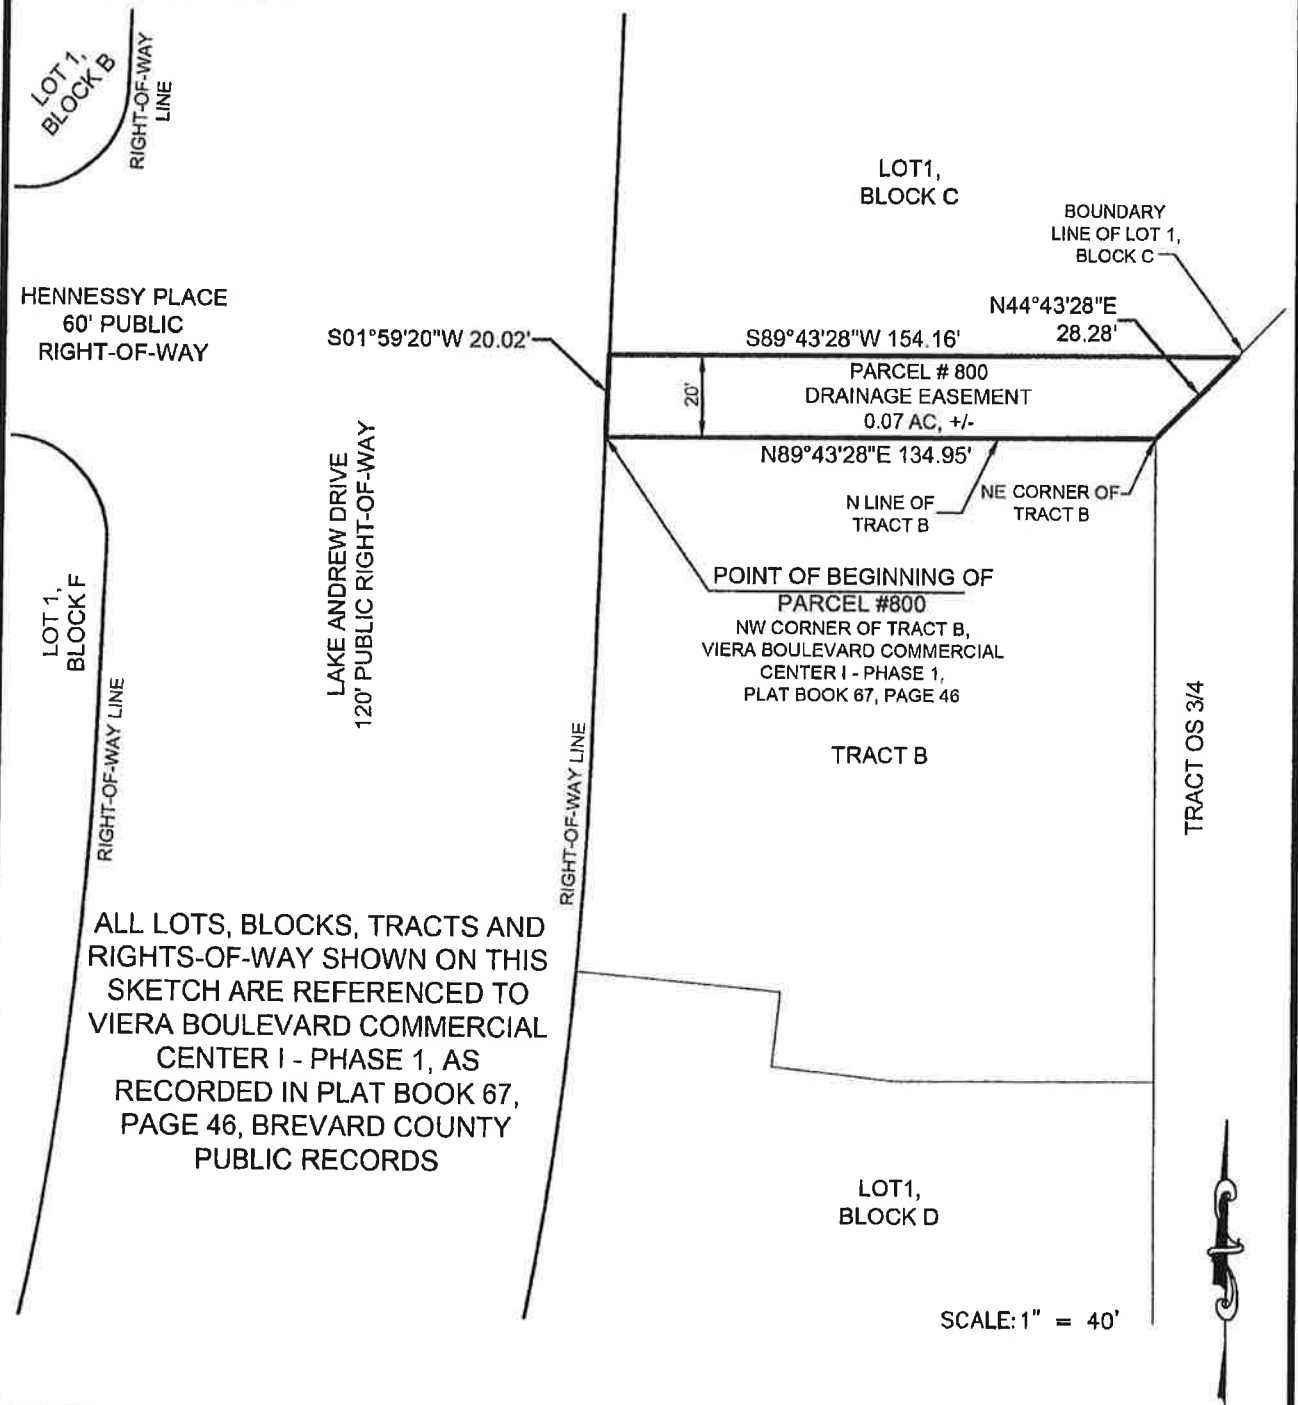 LOT 1,
BLOCK B
RIGHT-OF-WAY
LINE
LOT1,
BLOCK C
BOUNDARY
LINE OF LOT 1,
BLOCK C
HENNESSY PLACE
60' PUBLIC
RIGHT-OF-WAY
N44°43'28"E
28.28'
S01°59'20"W 20.02'
S89°43'28"W 154.16'
PARCEL # 800
DRAINAGE EASEMENT
0.07 AC, +/-
20'
N89°43'28"E 134.95'
N LINE OF
TRACT B
NE CORNER OF
TRACT B
LAKE ANDREW DRIVE
120' PUBLIC RIGHT-OF-WAY
LOT 1,
BLOCK F
RIGHT-OF-WAY LINE
POINT OF BEGINNING OF
PARCEL #800
NW CORNER OF TRACT B,
VIERA BOULEVARD COMMERCIAL
CENTER I - PHASE 1,
PLAT BOOK 67, PAGE 46
TRACT B
TRACT OS 3/4
RIGHT-OF-WAY LINE
ALL LOTS, BLOCKS, TRACTS AND
RIGHTS-OF-WAY SHOWN ON THIS
SKETCH ARE REFERENCED TO
VIERA BOULEVARD COMMERCIAL
CENTER I - PHASE 1, AS
RECORDED IN PLAT BOOK 67,
PAGE 46, BREVARD COUNTY
PUBLIC RECORDS
LOT1,
BLOCK D
SCALE: 1" = 40'